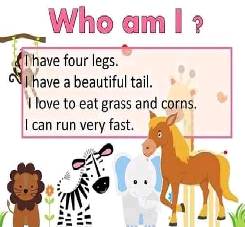 Who am I ?
I have four legs.
I have a beautiful tail.
I love to eat grass and corns.
I can run very fast.